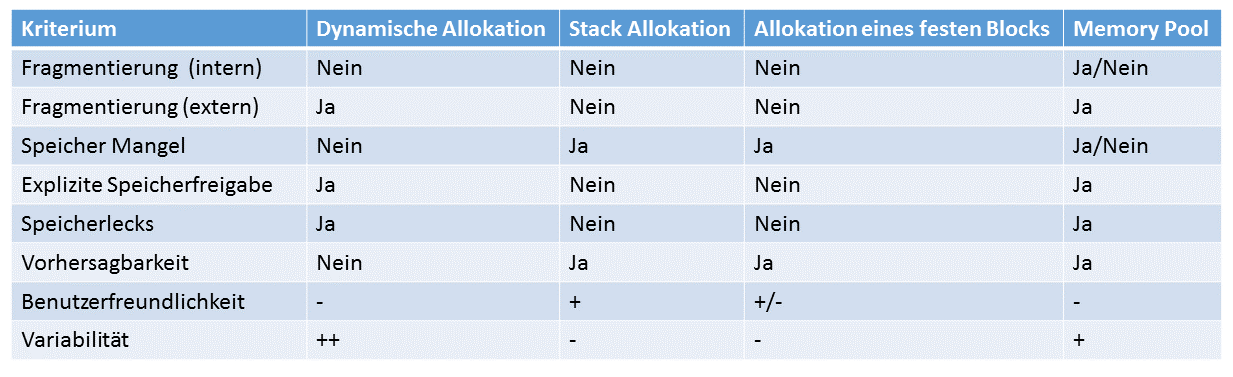 Kriterium Dynamische Allokation Stack Allokation Allokation eines festen Blocks Memory Pool
Fragmentierung (intern) Nein Nein Nein Ja/Nein
Fragmentierung (extern) Ja Nein Nein Ja
Speicher Mangel Nein Ja Ja Ja/Nein
Explizite Speicherfreigabe Ja Nein Nein Ja
Speicherlecks Ja Nein Nein Ja
Vorhersagbarkeit Nein Ja Ja Ja
Benutzerfreundlichkeit - + +/- -
Variabilität ++ - - +